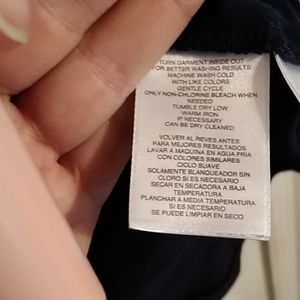 TURN GARMENT INSIDE OUT
FOR BETTER WASHING RESULTS
MACHINE WASH COLD
WITH LIKE COLORS
GENTLE CYCLE
ONLY NON-CHLORINE BLEACH WHEN
NEEDED
TUMBLE DRY LOW
WARM IRON
IF NECESSARY
CAN BE DRY CLEANED
VOLVER AL REVES ANTES
PARA MEJORES RESULTADOS
LAVAR A MAQUINA EN AGUA FRIA
CON COLORES SIMILARES
CICLO SUAVE
SOLAMENTE BLANQUEADOR SIN
CLORO SI ES NECESARIO
SECAR EN SECADORA A BAJA
TEMPERATURA
PLANCHAR A MEDIA TEMPERATURA
SI ES NECESARIO
SE PUEDE LIMPIAR EN SECO